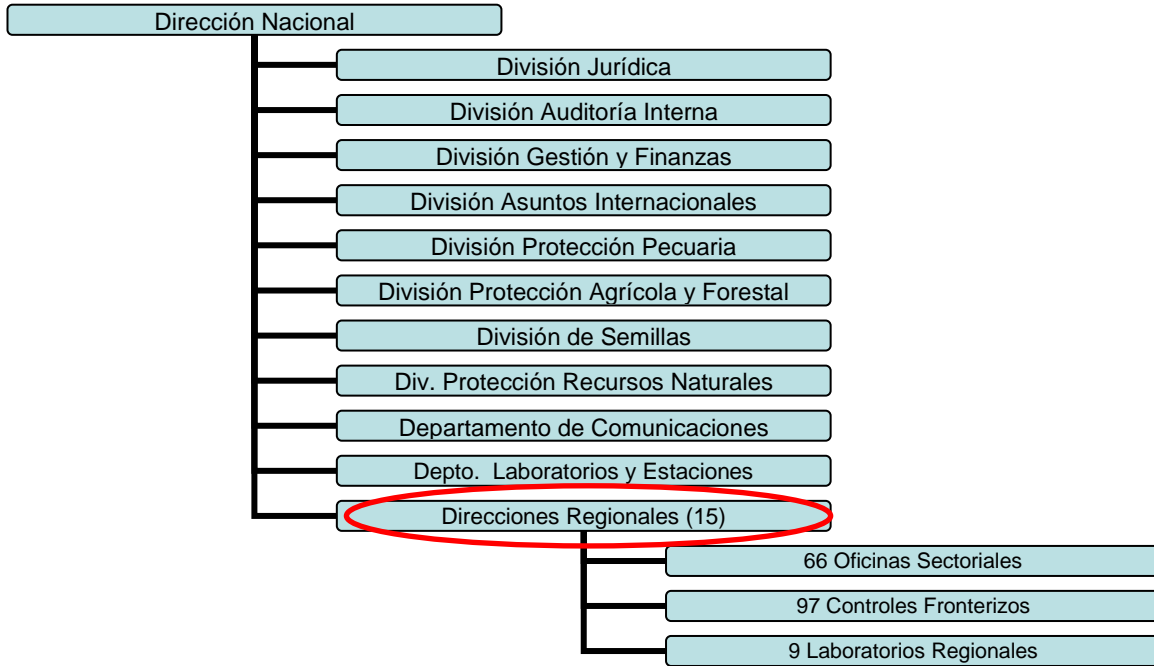 Dirección Nacional
División Jurídica
División Auditoría Interna
División Gestión y Finanzas
División Asuntos Internacionales
División Protección Pecuaria
División Protección Agrícola y Forestal
División de Semillas
Div. Protección Recursos Naturales
Departamento de Comunicaciones
Depto. Laboratorios y Estaciones
Direcciones Regionales (15)
66 Oficinas Sectoriales
97 Controles Fronterizos
9 Laboratorios Regionales